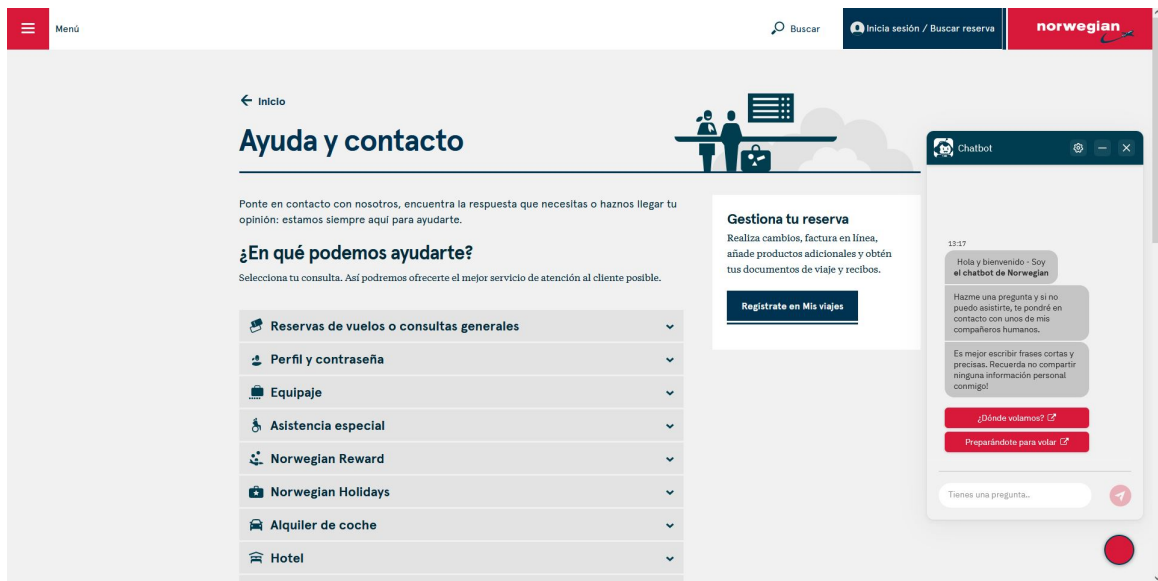 Menú
Buscar
Inicia sesión / Buscar reserva
norwegian
Inicio
Ayuda y contacto
Ponte en contacto con nosotros, encuentra la respuesta que necesitas o haznos llegar tu
opinión: estamos siempre aquí para ayudarte.
¿En qué podemos ayudarte?
Selecciona tu consulta. Así podremos ofrecerte el mejor servicio de atención al cliente posible.
Reservas de vuelos o consultas generales
Perfil y contraseña
Equipaje
Asistencia especial
Norwegian Reward
Norwegian Holidays
Alquiler de coche
Hotel
Gestiona tu reserva
Realiza cambios, factura en línea,
añade productos adicionales y obtén
tus documentos de viaje y recibos.
Regístrate en Mis viajes
Chatbot
13:17
Hola y bienvenido - Soy
el chatbot de Norwegian
Hazme una pregunta y si no
puedo asistirte, te pondré en
contacto con unos de mis
compañeros humanos.
Es mejor escribir frases cortas y
precisas. Recuerda no compartir
ninguna información personal
conmigo!
¿Dónde volamos?
Preparándote para volar
Tienes una pregunta..